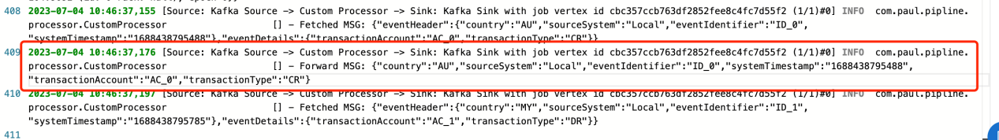 408 2023-07-04 10:46:37,155 [Source: Kafka Source -> Custom Processor -> Sink: Kafka Sink with job vertex id cbc357ccb763df2852fee8c4fc7d55f2 (1/1)#0] INFO com.paul.pipline.
processor.CustomProcessor [] - Fetched MSG: {"eventHeader":{"country":"AU","sourceSystem":"Local","eventIdentifier":"ID_0",
"systemTimestamp":"1688438795488"},"eventDetails":{"transactionAccount":"AC_0","transactionType":"CR"}}
409 2023-07-04 10:46:37,176 [Source: Kafka Source -> Custom Processor -> Sink: Kafka Sink with job vertex id cbc357ccb763df2852fee8c4fc7d55f2 (1/1)#0] INFO com.paul.pipline.
processor.CustomProcessor [] - Forward MSG: {"country":"AU","sourceSystem":"Local","eventIdentifier":"ID_0","systemTimestamp":"1688438795488",
"transactionAccount":"AC_0","transactionType":"CR"}
410 2023-07-04 10:46:37,197 [Source: Kafka Source -> Custom Processor -> Sink: Kafka Sink with job vertex id cbc357ccb763df2852fee8c4fc7d55f2 (1/1)#0] INFO com.paul.pipline.
processor.CustomProcessor [] - Fetched MSG: {"eventHeader":{"country":"MY","sourceSystem":"Local","eventIdentifier":"ID_1",
"systemTimestamp":"1688438795785"},"eventDetails":{"transactionAccount":"AC_1","transactionType":"DR"}}
411